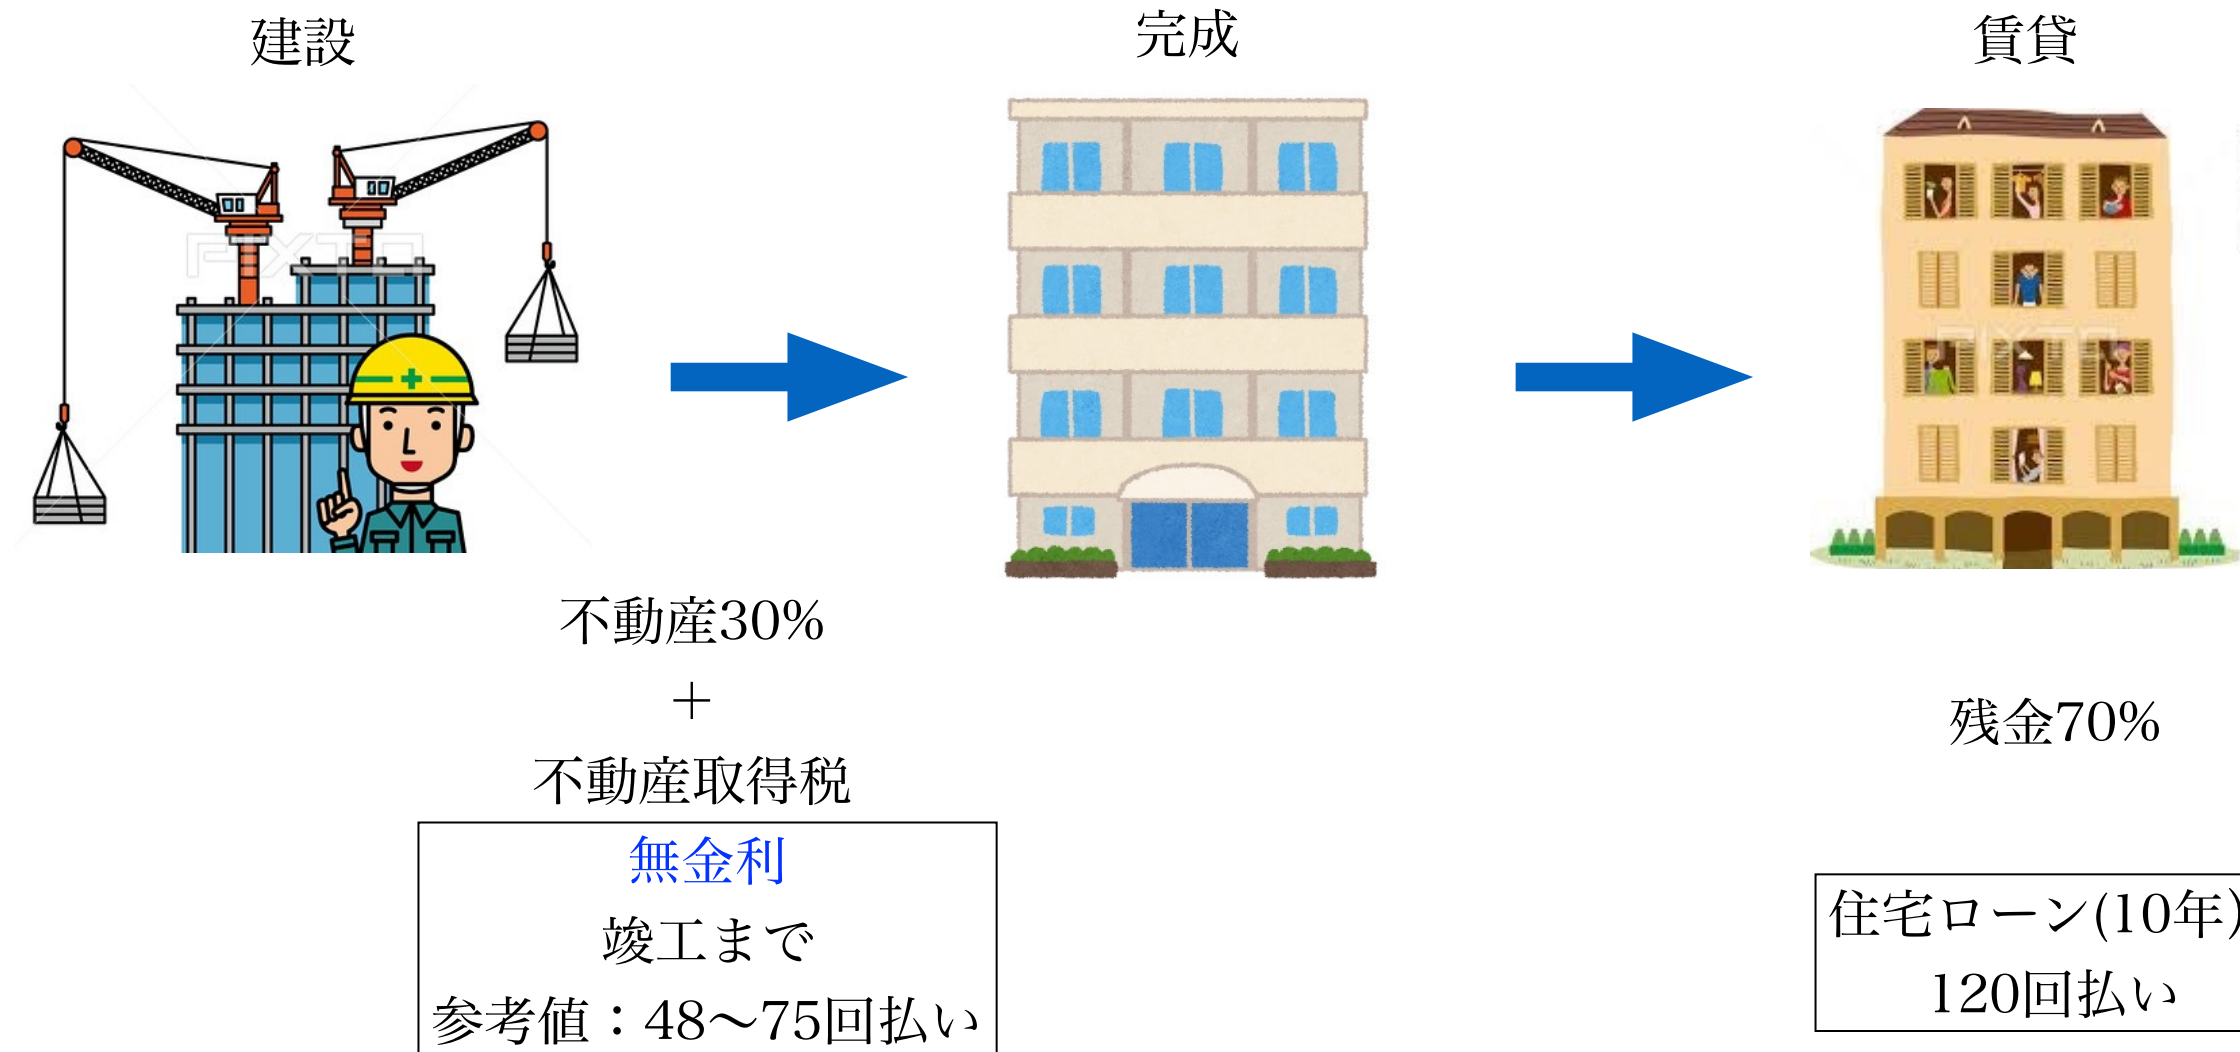 建設
完成
賃貸
PIXTA
PIXTA
不動産30%
+
不動産取得税
無金利
竣工まで
参考値：48〜75回払い
残金70%
住宅ローン(10年)
120回払い